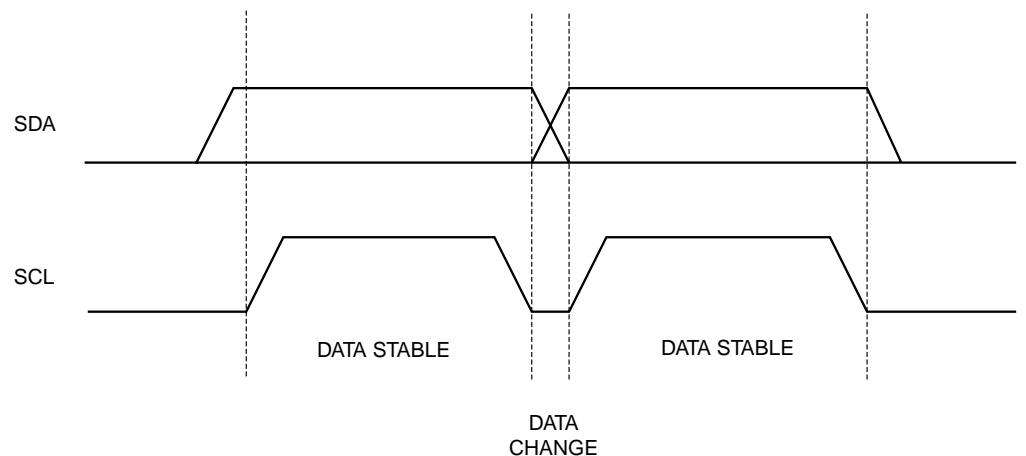 SDA
SCL
DATA STABLE
DATA STABLE
DATA
CHANGE